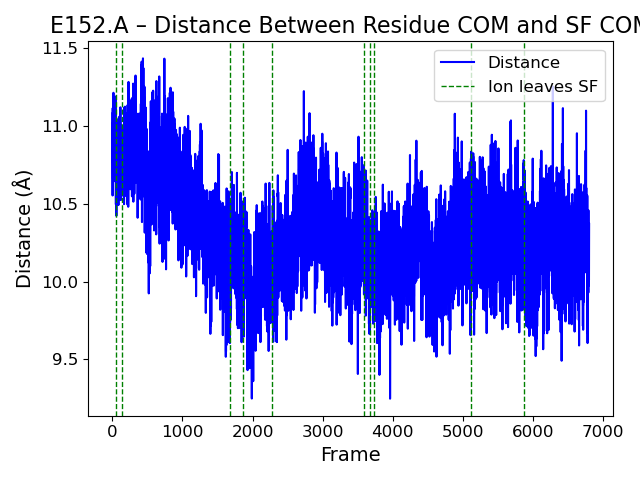 E152.A – Distance Between Residue COM and SF COM
11.5
11.0
10.5
10.0
9.5
Distance (Å)
Distance
Ion leaves SF
0 1000 2000 3000 4000 5000 6000 7000
Frame